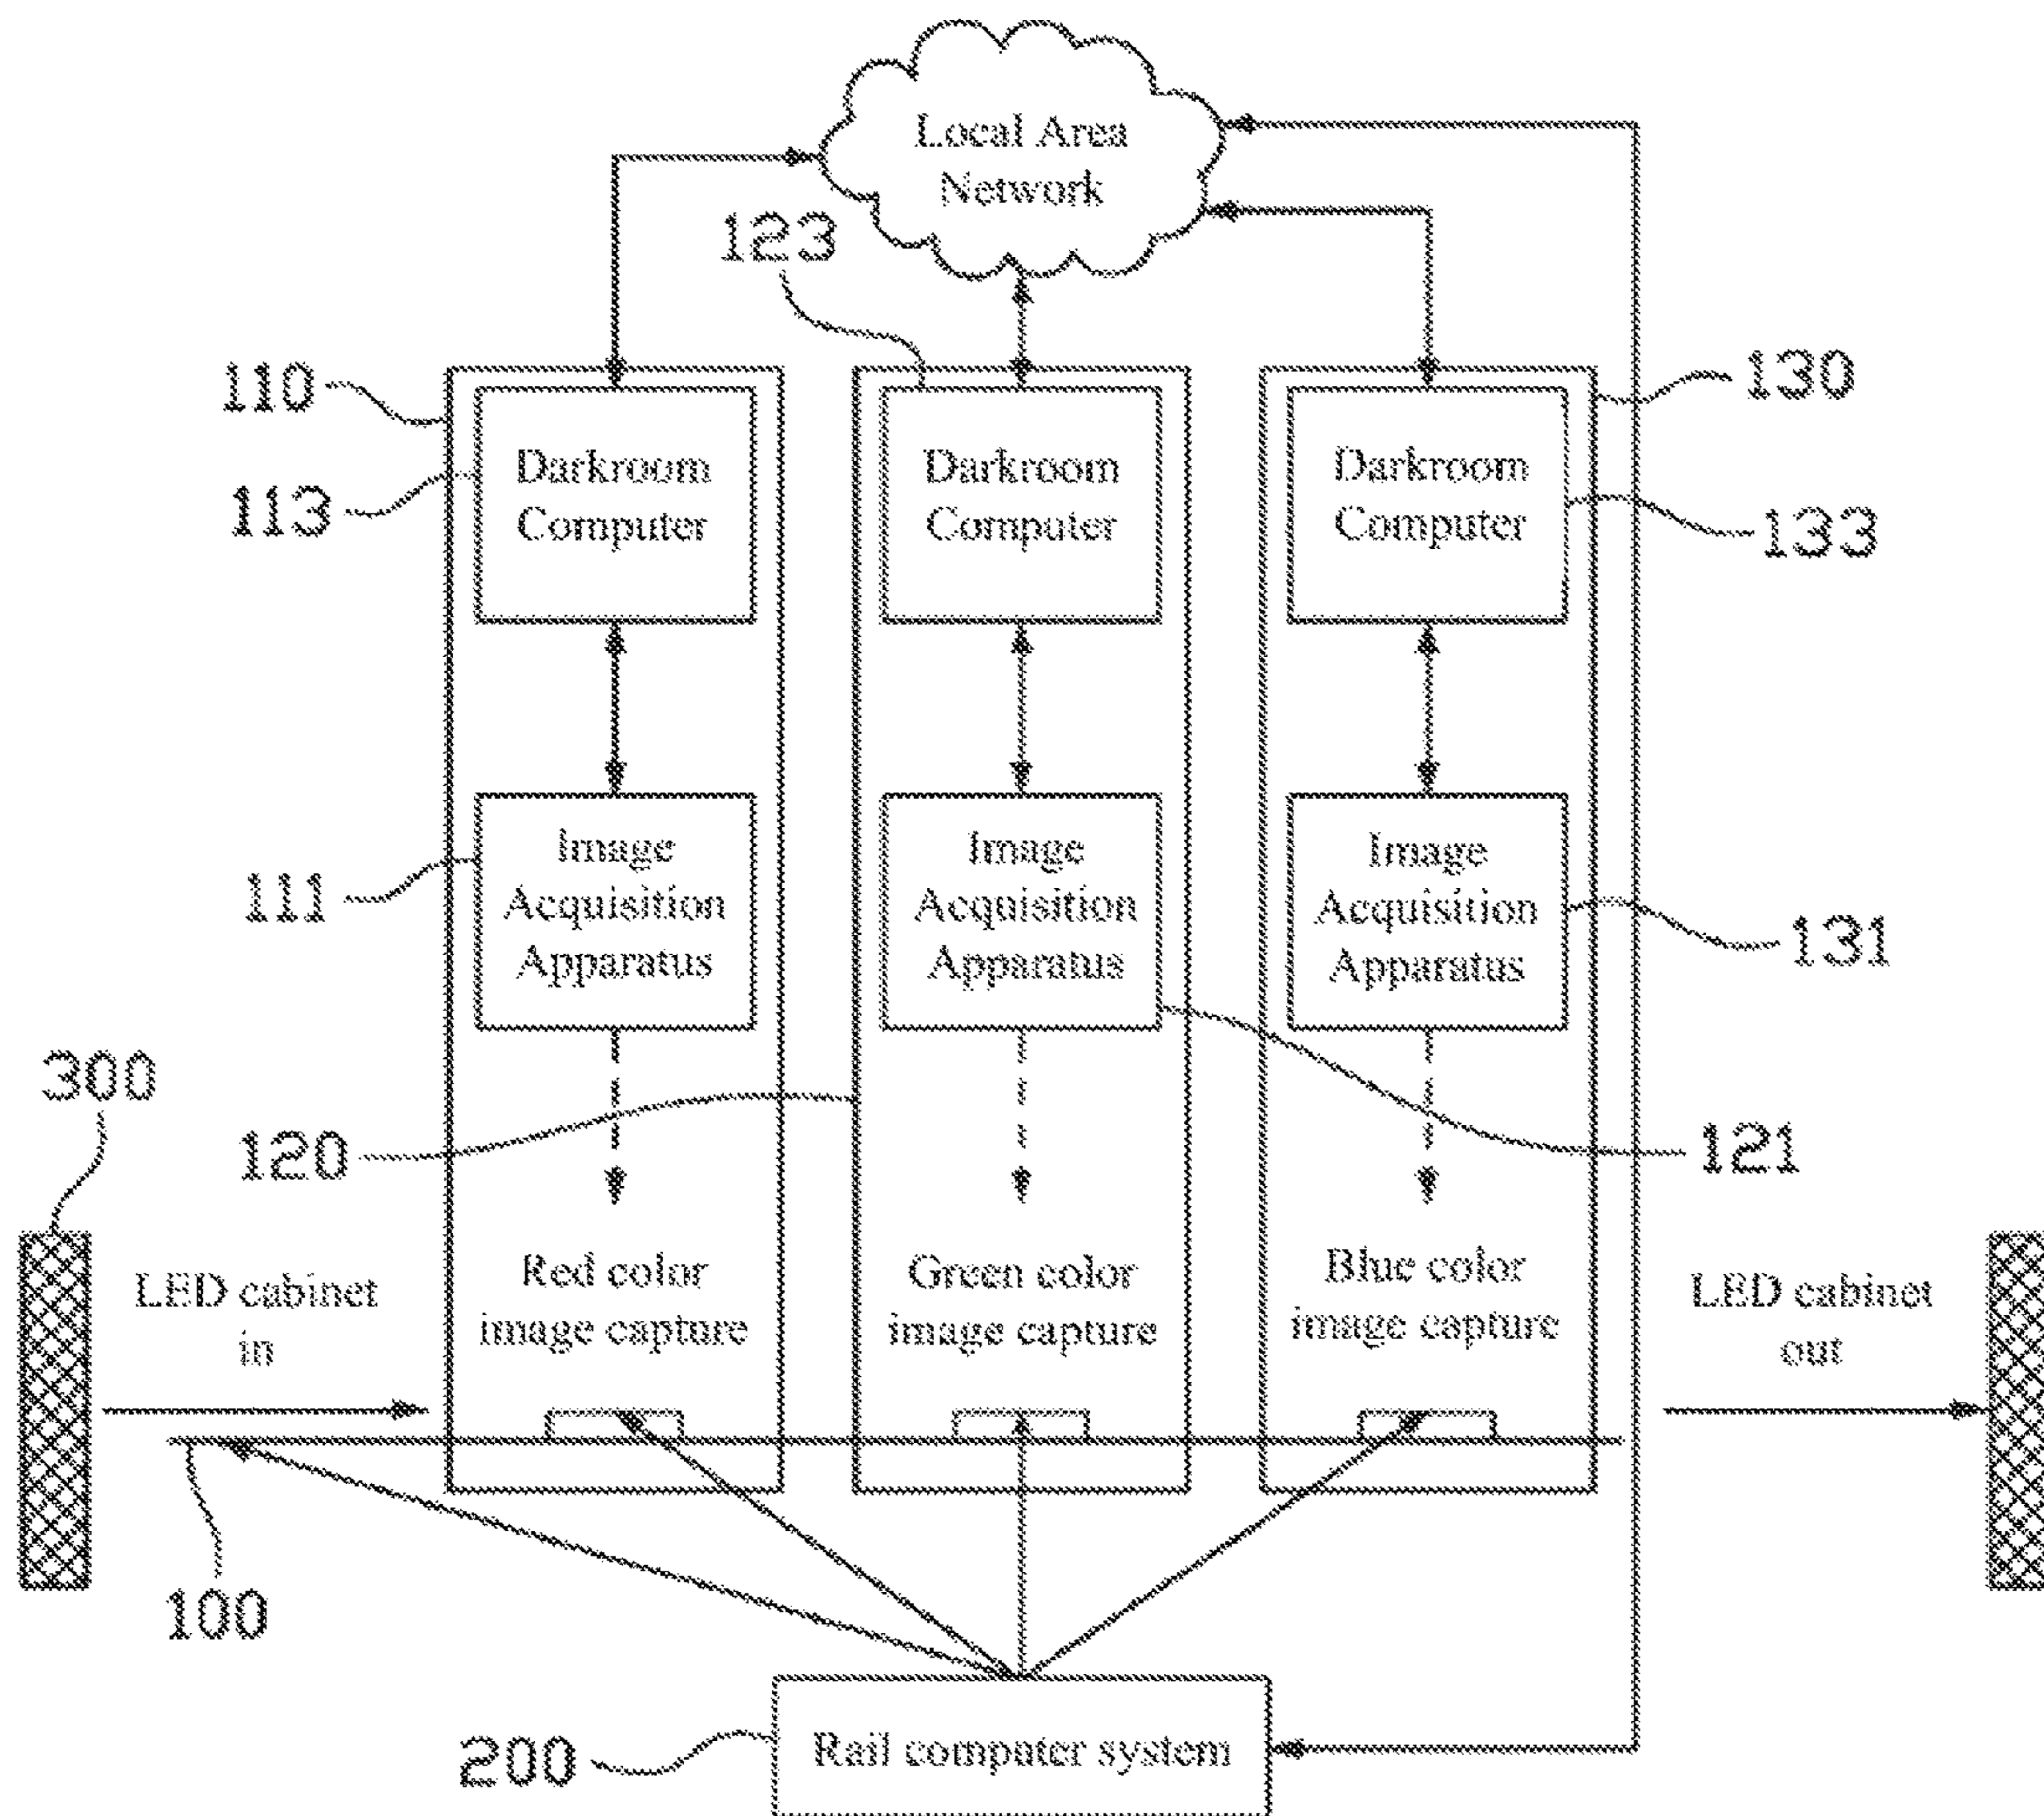 Local Area
Network
123
110
130
Darkroom
Computer
Darkroom
Computer
Darkroom
Computer
113
133
Image
Acquisition
Apparatus
Image
Acquisition
Apparatus
Image
Acquisition
Apparatus
111
131
300
120
121
LED cabinet
in
Red color
image capture
Green color
image capture
Blue color
image capture
LED cabinet
out
100
200
Rail computer system